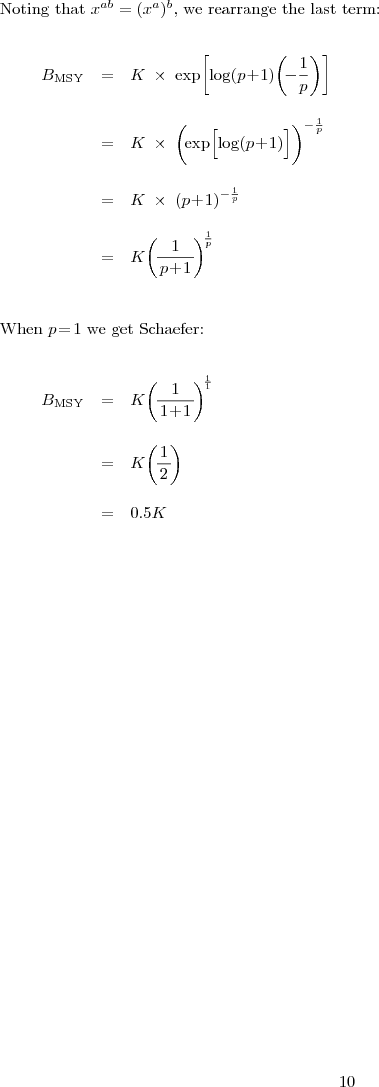 Noting that $x^{ab} = (x^a)^b$, we rearrange the last term:
$B_{\mathrm{MSY}} = K \times \exp\left[\log(p+1)\left(-\frac{1}{p}\right)\right]$
$= K \times \left(\exp\left[\log(p+1)\right]\right)^{-\frac{1}{p}}$
$= K \times (p+1)^{-\frac{1}{p}}$
$= K\left(\frac{1}{p+1}\right)^{\frac{1}{p}}$
When $p=1$ we get Schaefer:
$B_{\mathrm{MSY}} = K\left(\frac{1}{1+1}\right)^{\frac{1}{1}}$
$= K\left(\frac{1}{2}\right)$
$= 0.5K$
10